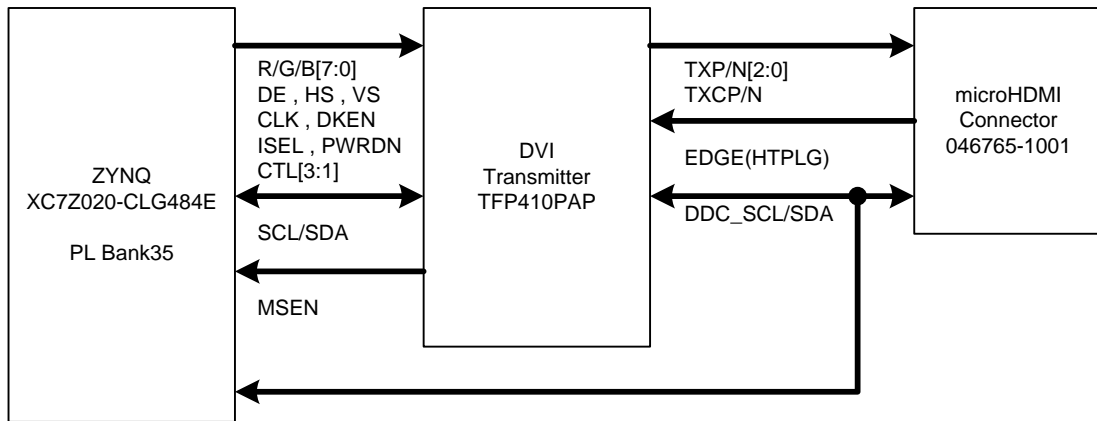 ZYNQ
XC7Z020-CLG484E
PL Bank35
R/G/B[7:0]
DE , HS , VS
CLK , DKEN
ISEL , PWRDN
CTL[3:1]
SCL/SDA
MSEN
DVI
Transmitter
TFP410PAP
TXP/N[2:0]
TXCP/N
EDGE(HTPLG)
DDC_SCL/SDA
microHDMI
Connector
046765-1001